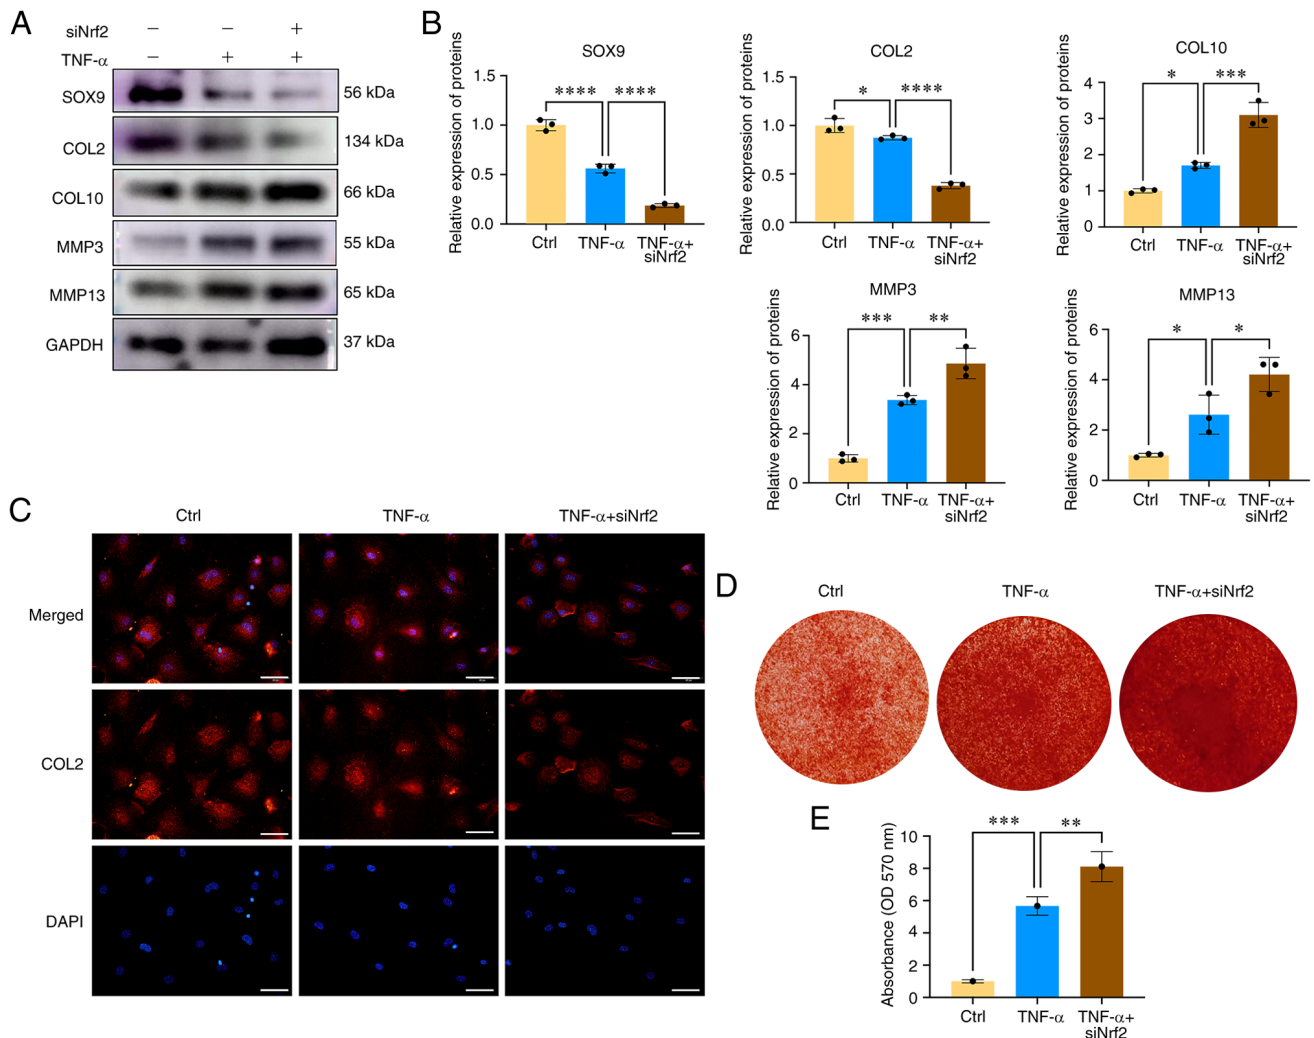 A
siNrf2 − − +
TNF-α − + +
SOX9 56 kDa
COL2 134 kDa
COL10 66 kDa
MMP3 55 kDa
MMP13 65 kDa
GAPDH 37 kDa
B
SOX9
Relative expression of proteins
1.5
1.0
0.5
0.0
**** ****
Ctrl TNF-α TNF-α+
siNrf2
COL2
Relative expression of proteins
1.5
1.0
0.5
0.0
* ****
Ctrl TNF-α TNF-α+
siNrf2
COL10
Relative expression of proteins
4
3
2
1
0
* ***
Ctrl TNF-α TNF-α+
siNrf2
MMP3
Relative expression of proteins
6
4
2
0
*** **
Ctrl TNF-α TNF-α+
siNrf2
MMP13
Relative expression of proteins
6
4
2
0
* *
Ctrl TNF-α TNF-α+
siNrf2
C
Ctrl TNF-α TNF-α+siNrf2
Merged
COL2
DAPI
D
Ctrl TNF-α TNF-α+siNrf2
E
Absorbance (OD 570 nm)
10
8
6
4
2
0
*** **
Ctrl TNF-α TNF-α+
siNrf2